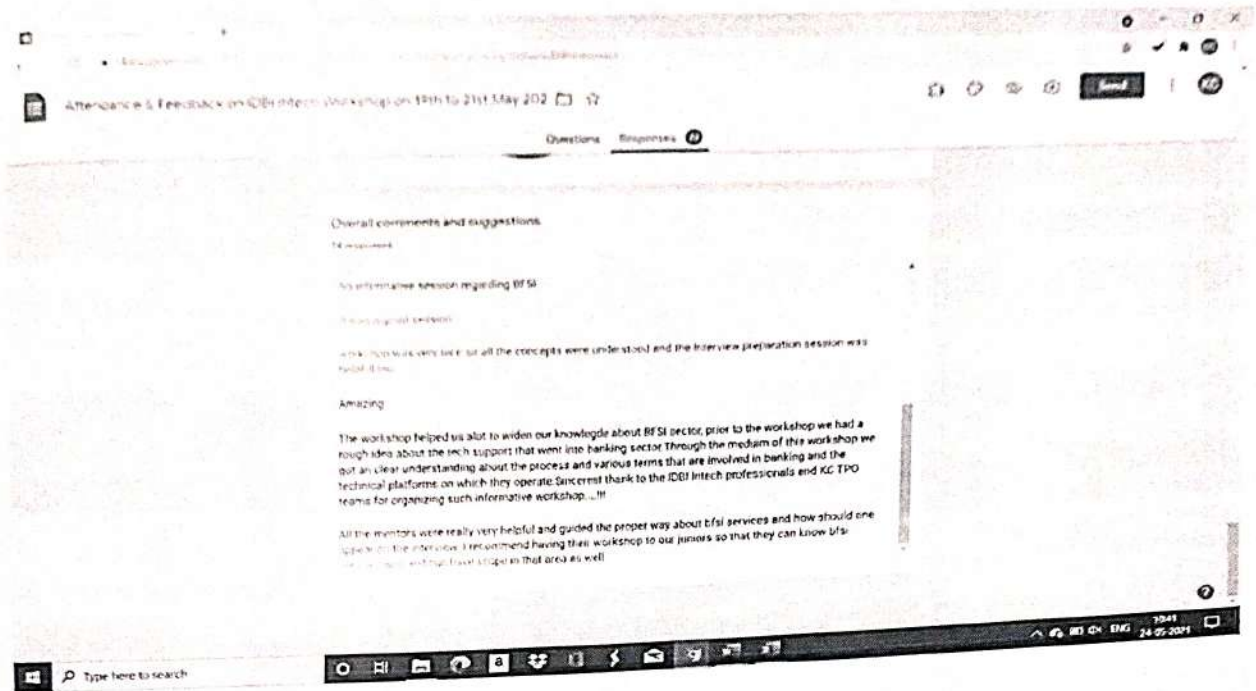 Attendance & Feedback on IDBI Intech Workshop on 19th to 21st May 202
Send
KC
Questions Responses
Overall comments and suggestions
An informative session regarding BFSI
session
workshop was very nice sir all the concepts were understood and the interview preparation session was
Amazing
The workshop helped us alot to widen our knowlegde about BFSI sector, prior to the workshop we had a
rough idea about the tech support that went into banking sector Through the medium of this workshop we
got an clear understanding about the process and various terms that are involved in banking and the
technical platforms on which they operate. Sincerest thank to the IDBI Intech professionals and KC TPO
teams for organizing such informative workshop....!!!
All the mentors were really very helpful and guided the proper way about bfsi services and how should one
the interview. I recommend having their workshop to our juniors so that they can know bfsi
in that area as well
Type here to search
ENG
24-05-2021